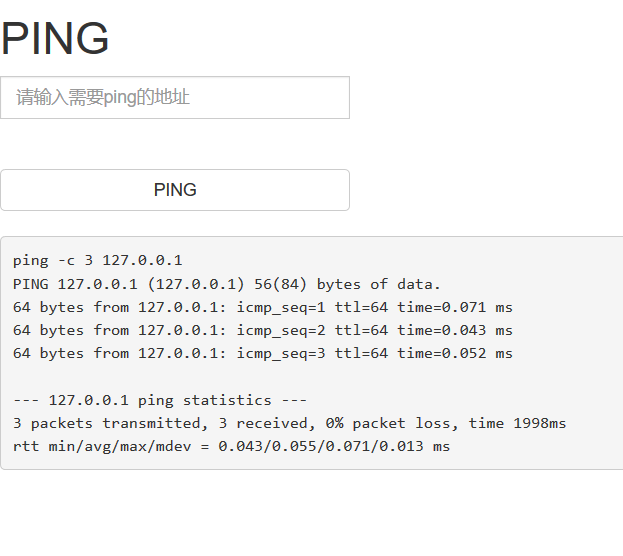 PING
请输入需要ping的地址
PING
ping -c 3 127.0.0.1
PING 127.0.0.1 (127.0.0.1) 56(84) bytes of data.
64 bytes from 127.0.0.1: icmp_seq=1 ttl=64 time=0.071 ms
64 bytes from 127.0.0.1: icmp_seq=2 ttl=64 time=0.043 ms
64 bytes from 127.0.0.1: icmp_seq=3 ttl=64 time=0.052 ms
--- 127.0.0.1 ping statistics ---
3 packets transmitted, 3 received, 0% packet loss, time 1998ms
rtt min/avg/max/mdev = 0.043/0.055/0.071/0.013 ms